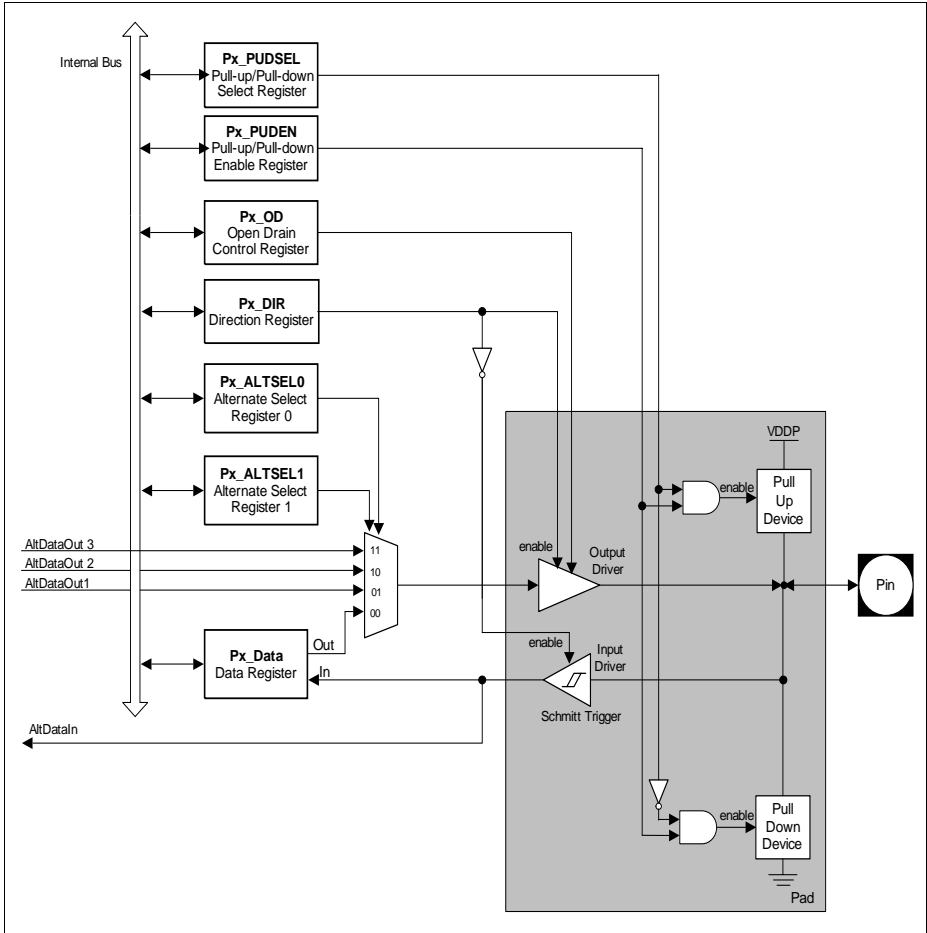 Internal Bus
Px_PUDSEL
Pull-up/Pull-down
Select Register
Px_PUDEN
Pull-up/Pull-down
Enable Register
Px_OD
Open Drain
Control Register
Px_DIR
Direction Register
Px_ALTSEL0
Alternate Select
Register 0
Px_ALTSEL1
Alternate Select
Register 1
AltDataOut 3
AltDataOut 2
AltDataOut1
11
10
01
00
Px_Data
Data Register
Out
In
AltDataIn
enable
Output
Driver
enable
Input
Driver
Schmitt Trigger
VDDP
enable
Pull
Up
Device
Pin
enable
Pull
Down
Device
Pad